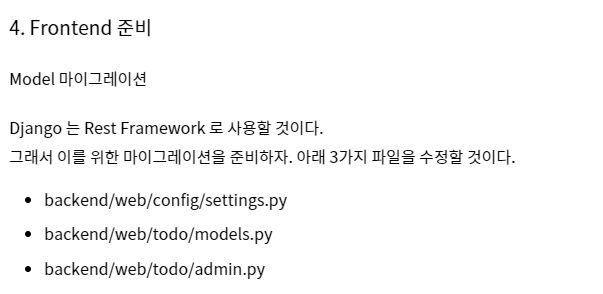 4. Frontend 준비
Model 마이그레이션
Django 는 Rest Framework 로 사용할 것이다.
그래서 이를 위한 마이그레이션을 준비하자. 아래 3가지 파일을 수정할 것이다.
• backend/web/config/settings.py
• backend/web/todo/models.py
• backend/web/todo/admin.py